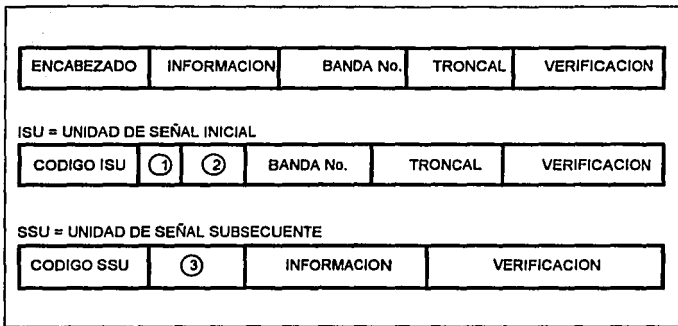 ENCABEZADO INFORMACION BANDA No. TRONCAL VERIFICACION
ISU = UNIDAD DE SEÑAL INICIAL
CODIGO ISU 1 2 BANDA No. TRONCAL VERIFICACION
SSU = UNIDAD DE SEÑAL SUBSECUENTE
CODIGO SSU 3 INFORMACION VERIFICACION